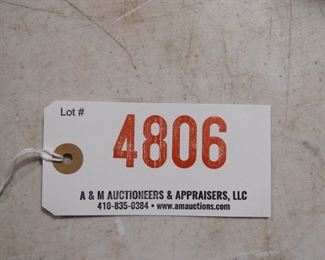 Lot #
4806
A & M AUCTIONEERS & APPRAISERS, LLC
410-835-0384 • www.amauctions.com